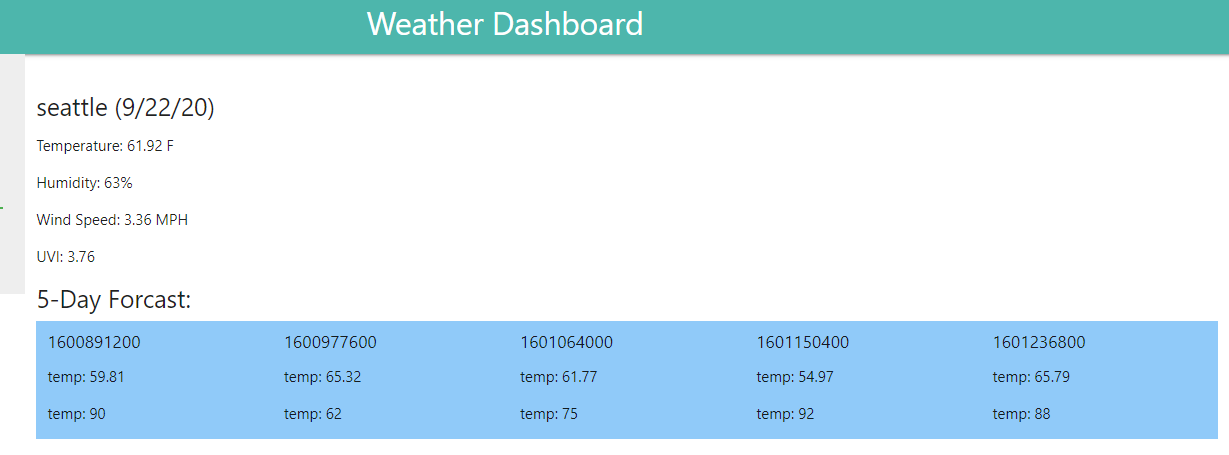 Weather Dashboard
seattle (9/22/20)
Temperature: 61.92 F
Humidity: 63%
Wind Speed: 3.36 MPH
UVI: 3.76
5-Day Forcast:
1600891200 1600977600 1601064000 1601150400 1601236800
temp: 59.81 temp: 65.32 temp: 61.77 temp: 54.97 temp: 65.79
temp: 90 temp: 62 temp: 75 temp: 92 temp: 88